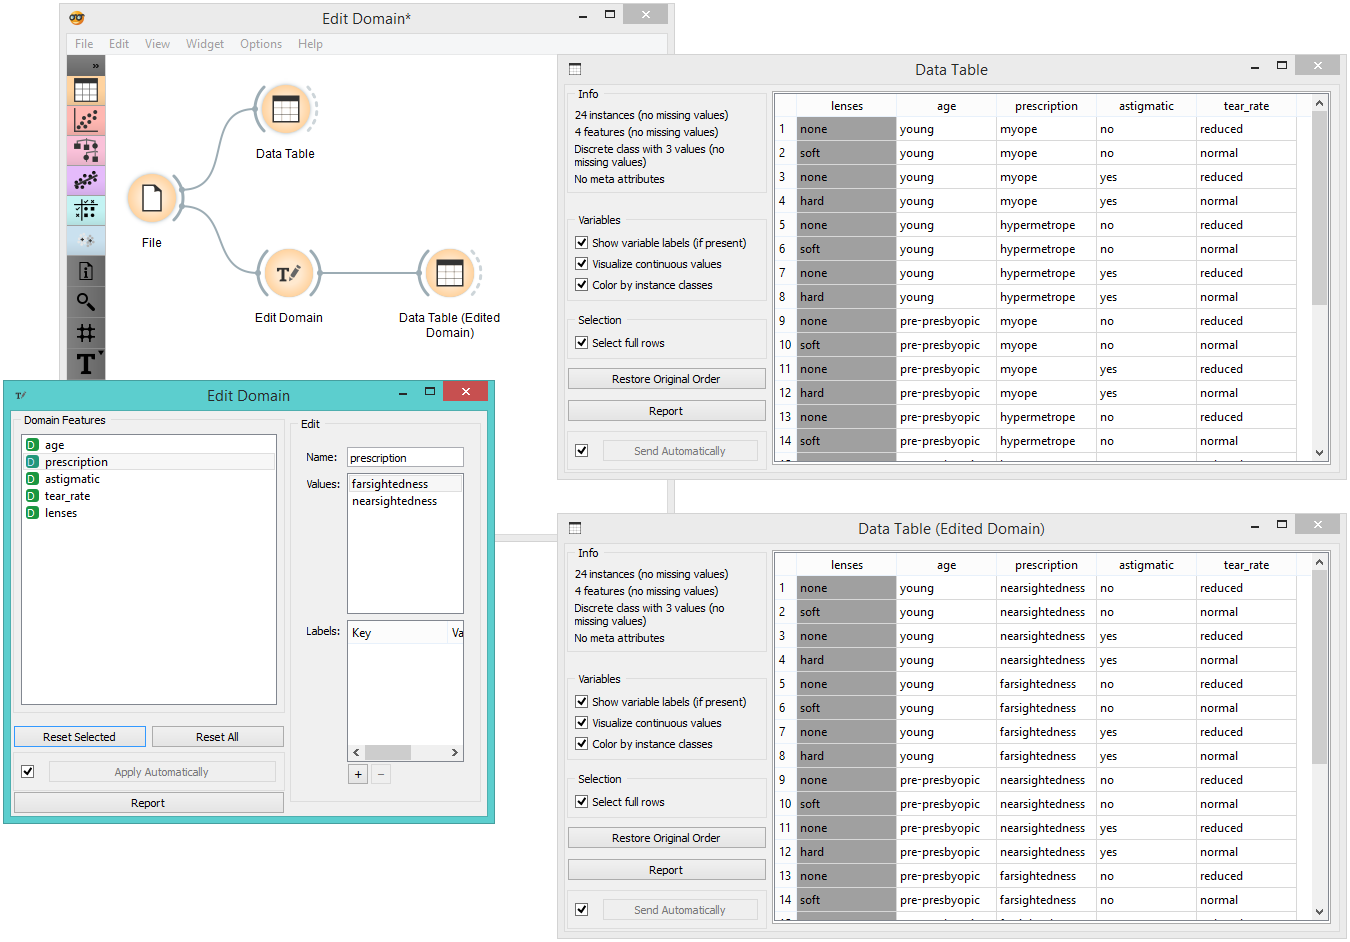 Edit Domain*
File Edit View Widget Options Help
»
Data Table
File
Edit Domain
Data Table (Edited
Domain)
T
Edit Domain
Domain Features
D age
D prescription
D astigmatic
D tear_rate
D lenses
Reset Selected Reset All
Apply Automatically
Report
Edit
Name: prescription
Values: farsightedness
nearsightedness
Labels: Key Va
+ −
Data Table
Info
24 instances (no missing values)
4 features (no missing values)
Discrete class with 3 values (no
missing values)
No meta attributes
Variables
Show variable labels (if present)
Visualize continuous values
Color by instance classes
Selection
Select full rows
Restore Original Order
Report
Send Automatically
lenses age prescription astigmatic tear_rate
1 none young myope no reduced
2 soft young myope no normal
3 none young myope yes reduced
4 hard young myope yes normal
5 none young hypermetrope no reduced
6 soft young hypermetrope no normal
7 none young hypermetrope yes reduced
8 hard young hypermetrope yes normal
9 none pre-presbyopic myope no reduced
10 soft pre-presbyopic myope no normal
11 none pre-presbyopic myope yes reduced
12 hard pre-presbyopic myope yes normal
13 none pre-presbyopic hypermetrope no reduced
14 soft pre-presbyopic hypermetrope no normal
Data Table (Edited Domain)
Info
24 instances (no missing values)
4 features (no missing values)
Discrete class with 3 values (no
missing values)
No meta attributes
Variables
Show variable labels (if present)
Visualize continuous values
Color by instance classes
Selection
Select full rows
Restore Original Order
Report
Send Automatically
lenses age prescription astigmatic tear_rate
1 none young nearsightedness no reduced
2 soft young nearsightedness no normal
3 none young nearsightedness yes reduced
4 hard young nearsightedness yes normal
5 none young farsightedness no reduced
6 soft young farsightedness no normal
7 none young farsightedness yes reduced
8 hard young farsightedness yes normal
9 none pre-presbyopic nearsightedness no reduced
10 soft pre-presbyopic nearsightedness no normal
11 none pre-presbyopic nearsightedness yes reduced
12 hard pre-presbyopic nearsightedness yes normal
13 none pre-presbyopic farsightedness no reduced
14 soft pre-presbyopic farsightedness no normal